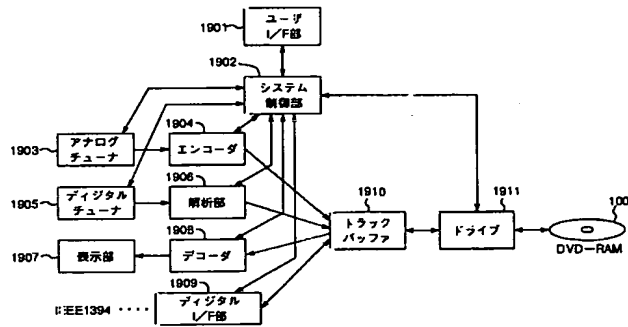 1901
ユーザ
I/F部
1902
システム
制御部
1903
アナログ
チューナ
1904
エンコーダ
1905
ディジタル
チューナ
1906
解析部
1907
表示部
1908
デコーダ
1909
ディジタル
I/F部
IEEE1394
1910
トラック
バッファ
1911
ドライブ
100
DVD-RAM